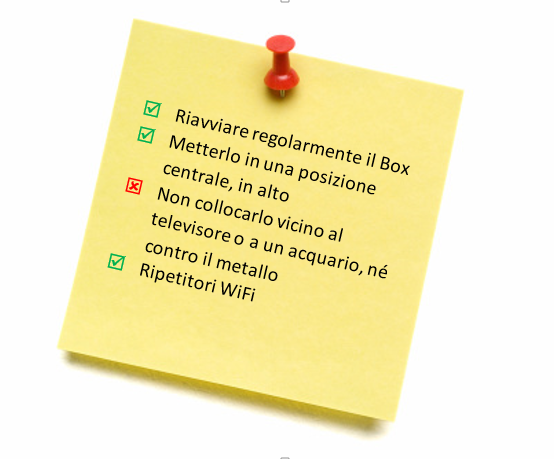 Riavviare regolarmente il Box
Metterlo in una posizione
centrale, in alto
Non collocarlo vicino al
televisore o a un acquario, né
contro il metallo
Ripetitori WiFi